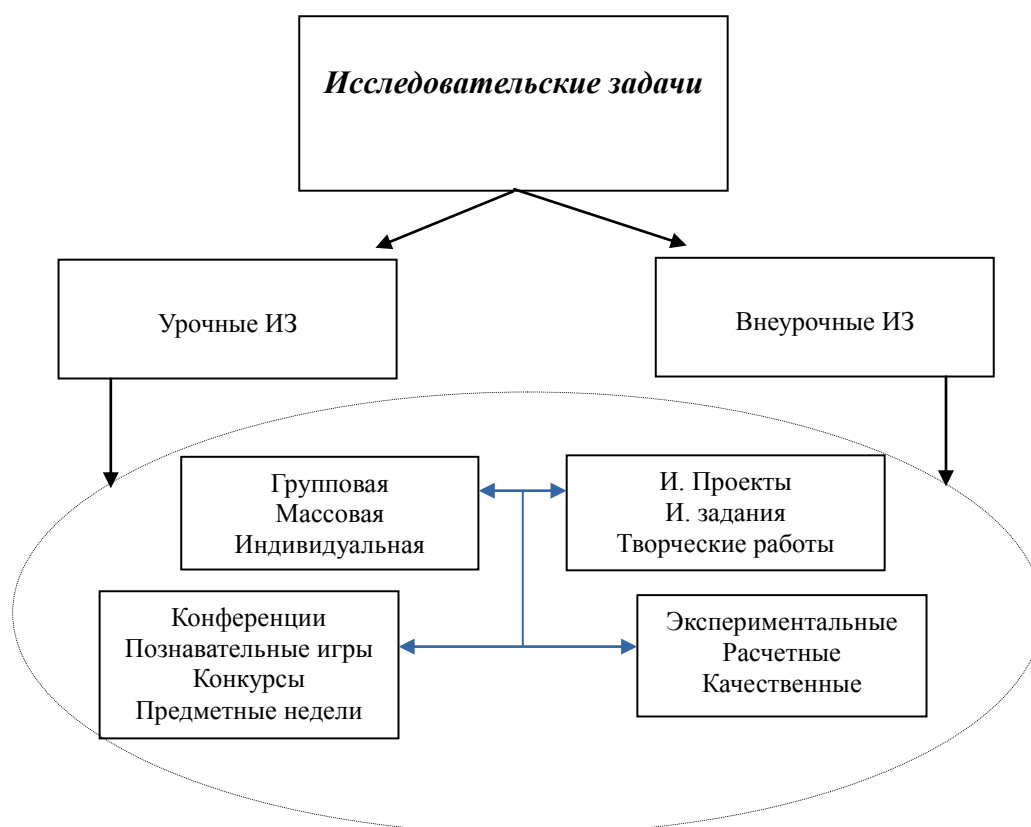 Исследовательские задачи
Урочные ИЗ
Внеурочные ИЗ
Групповая
Массовая
Индивидуальная
И. Проекты
И. задания
Творческие работы
Конференции
Познавательные игры
Конкурсы
Предметные недели
Экспериментальные
Расчетные
Качественные